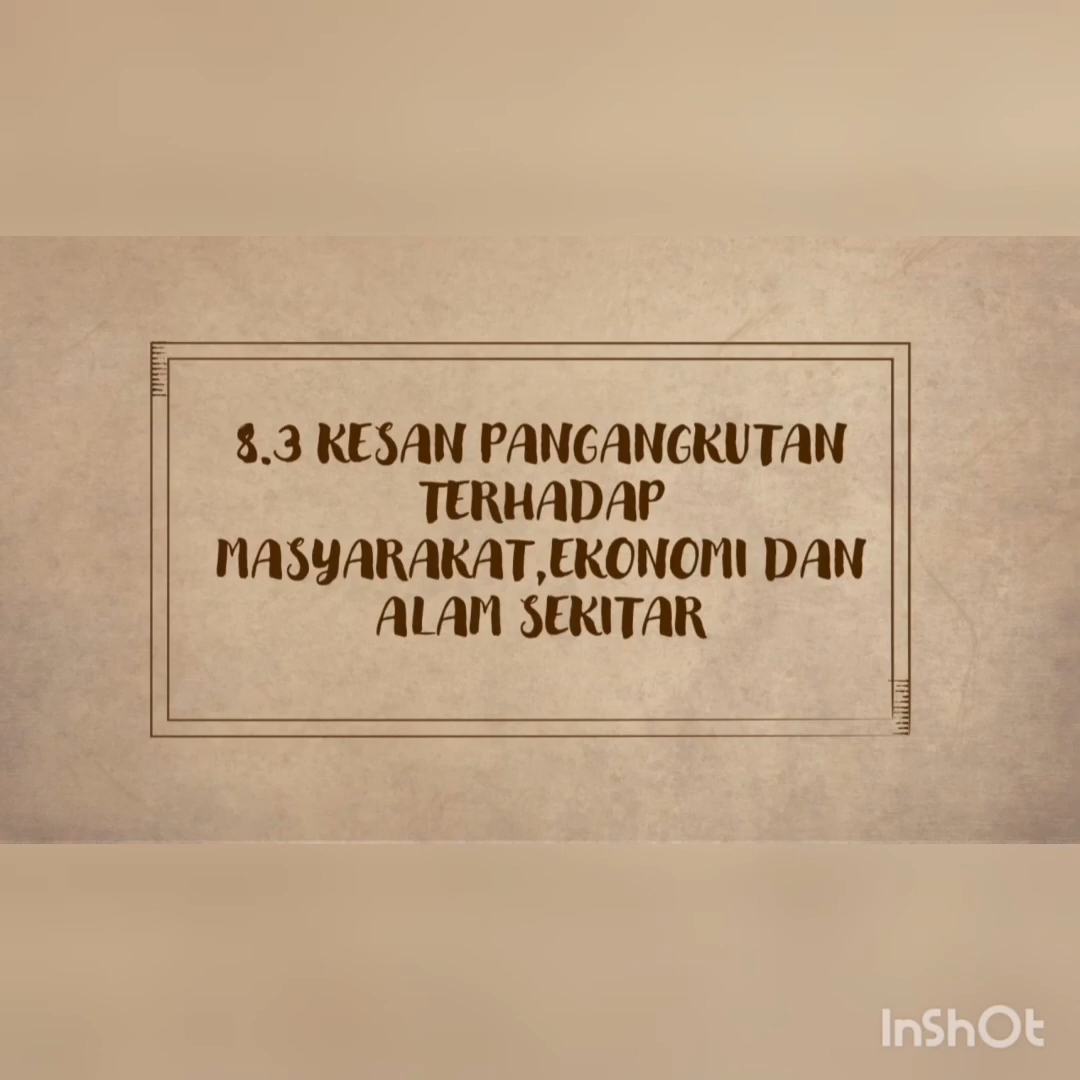 8.3 KESAN PANGANGKUTAN
TERHADAP
MASYARAKAT,EKONOMI DAN
ALAM SEKITAR
InShOt